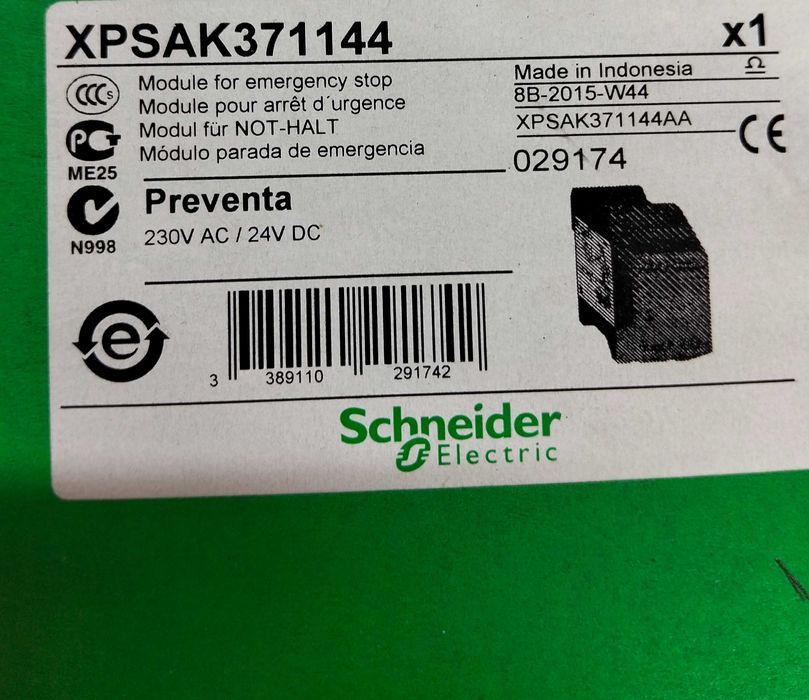 XPSAK371144
x1
CCC S
Module for emergency stop
Module pour arrêt d´urgence
Modul für NOT-HALT
Módulo parada de emergencia
Made in Indonesia
Ω
8B-2015-W44
XPSAK371144AA
CE
029174
ME25
N998
Preventa
230V AC / 24V DC
e
3 389110 291742
Schneider
Electric